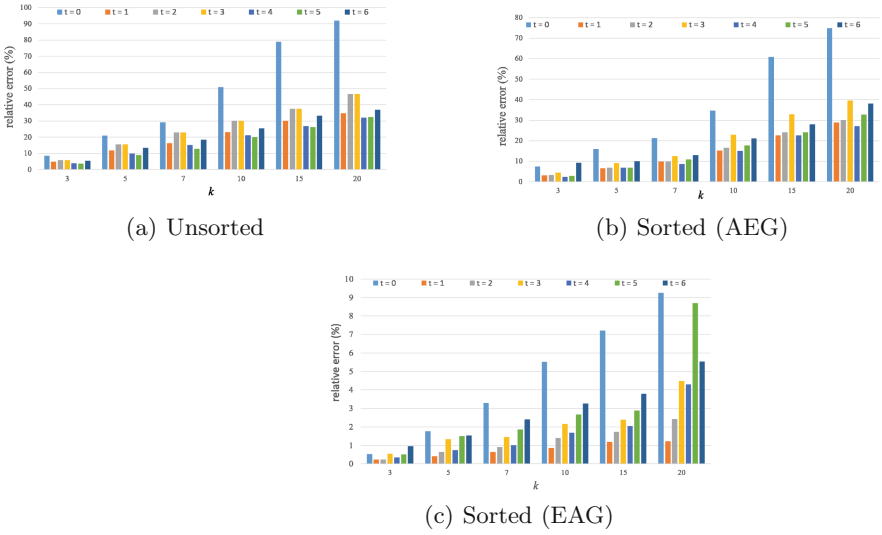 t = 0 t = 1 t = 2 t = 3 t = 4 t = 5 t = 6
relative error (%)
100
90
80
70
60
50
40
30
20
10
0
3 5 7 10 15 20
k
(a) Unsorted
t = 0 t = 1 t = 2 t = 3 t = 4 t = 5 t = 6
relative error (%)
80
70
60
50
40
30
20
10
0
3 5 7 10 15 20
k
(b) Sorted (AEG)
t = 0 t = 1 t = 2 t = 3 t = 4 t = 5 t = 6
relative error (%)
10
9
8
7
6
5
4
3
2
1
0
3 5 7 10 15 20
k
(c) Sorted (EAG)